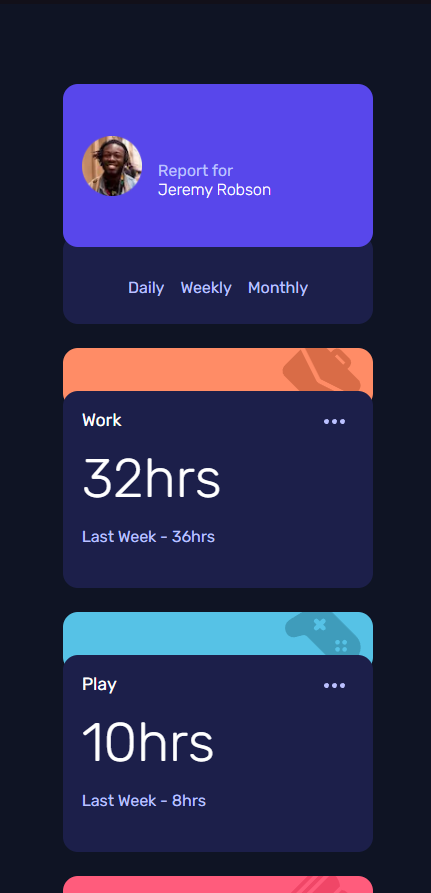 Report for
Jeremy Robson
Daily Weekly Monthly
Work
32hrs
Last Week - 36hrs
Play
10hrs
Last Week - 8hrs